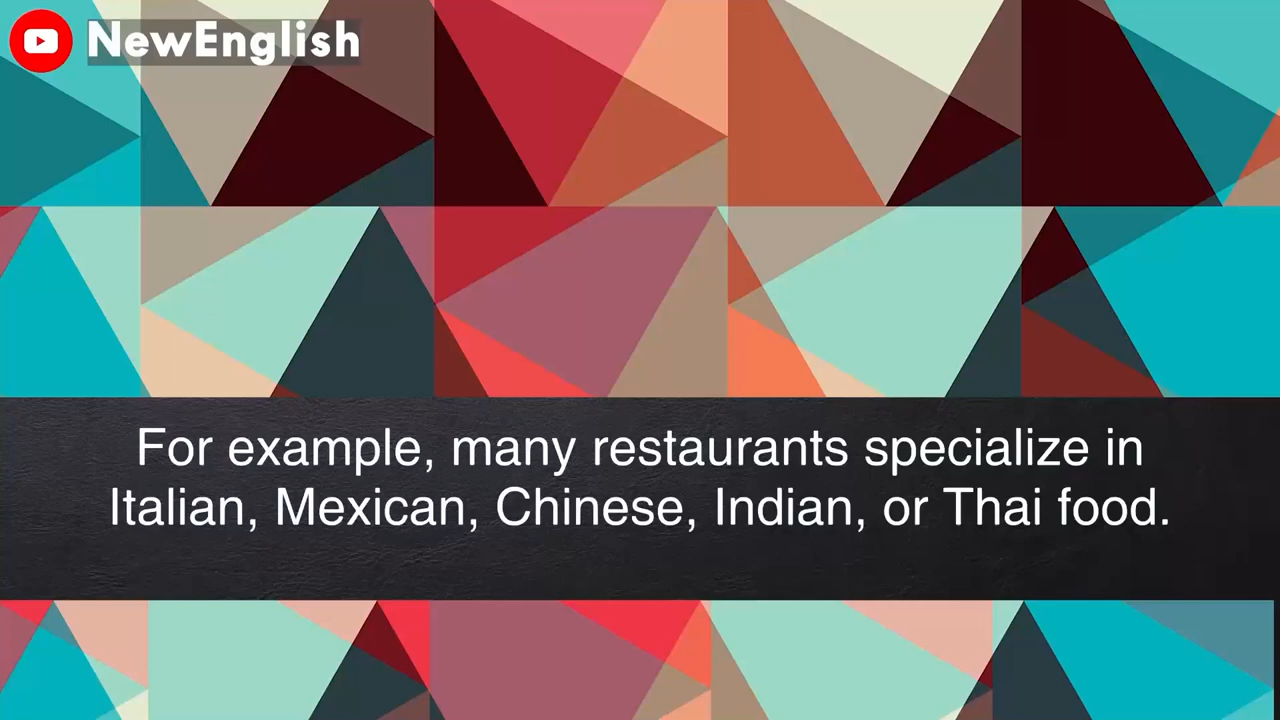 NewEnglish
For example, many restaurants specialize in
Italian, Mexican, Chinese, Indian, or Thai food.